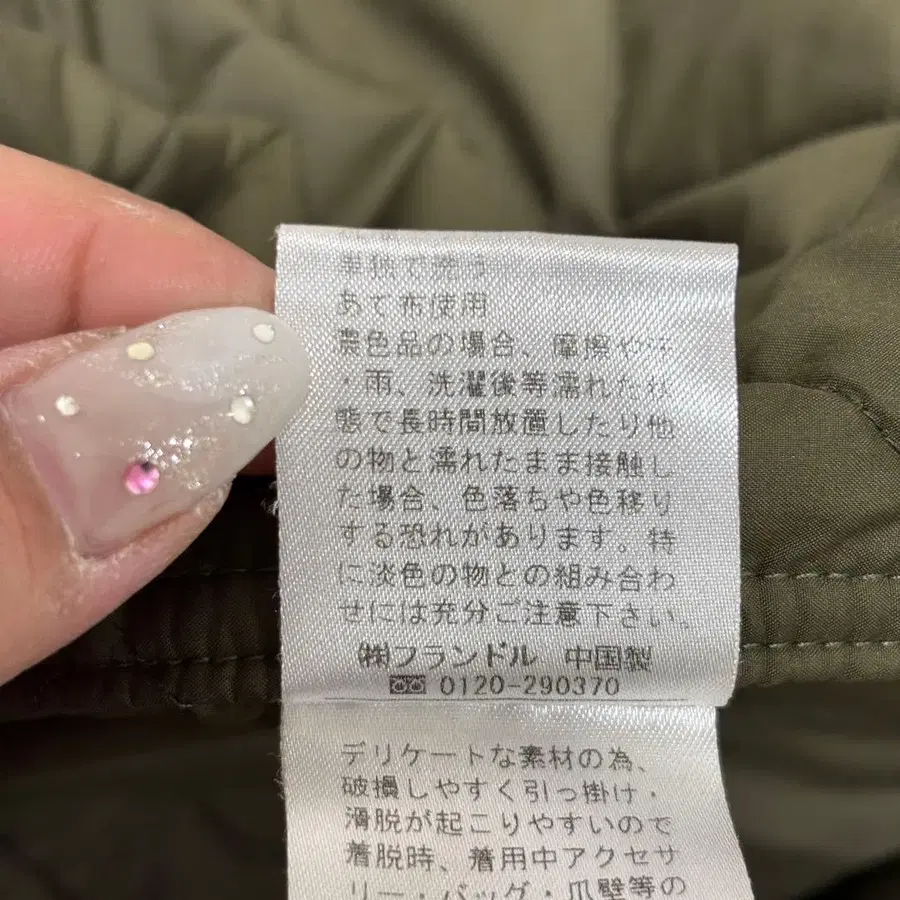 単独で洗う
あて布使用
濃色品の場合、摩擦や汗
・雨、洗濯後等濡れた状
態で長時間放置したり他
の物と濡れたまま接触し
た場合、色落ちや色移り
する恐れがあります。特
に淡色の物との組み合わ
せには充分ご注意下さい。
㈱フランドル 中国製
0120-290370
デリケートな素材の為、
破損しやすく引っ掛け・
滑脱が起こりやすいので
着脱時、着用中アクセサ
リー・バッグ・爪壁等の